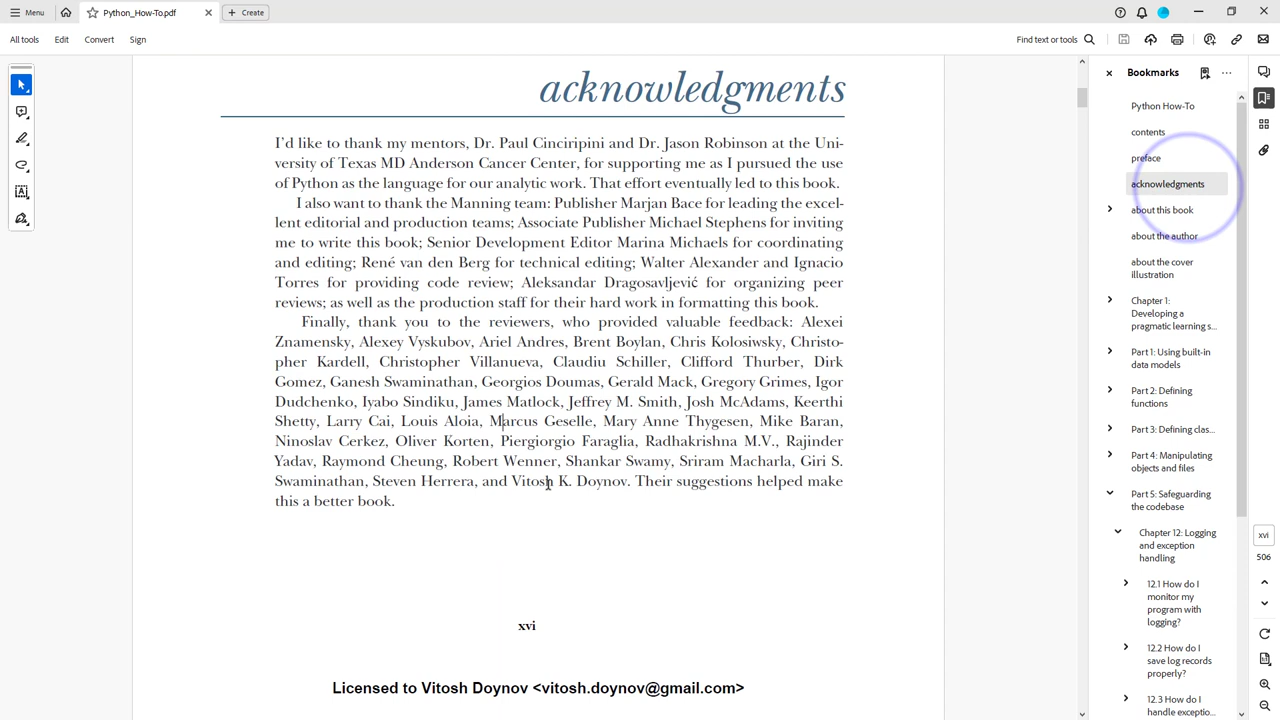 Menu
Python_How-To.pdf
Create
All tools
Edit
Convert
Sign
Find text or tools
acknowledgments
I'd like to thank my mentors, Dr. Paul Cinciripini and Dr. Jason Robinson at the Uni-
versity of Texas MD Anderson Cancer Center, for supporting me as I pursued the use
of Python as the language for our analytic work. That effort eventually led to this book.
I also want to thank the Manning team: Publisher Marjan Bace for leading the excel-
lent editorial and production teams; Associate Publisher Michael Stephens for inviting
me to write this book; Senior Development Editor Marina Michaels for coordinating
and editing; René van den Berg for technical editing; Walter Alexander and Ignacio
Torres for providing code review; Aleksandar Dragosavljević for organizing peer
reviews; as well as the production staff for their hard work in formatting this book.
Finally, thank you to the reviewers, who provided valuable feedback: Alexei
Znamensky, Alexey Vyskubov, Ariel Andres, Brent Boylan, Chris Kolosiwsky, Christo-
pher Kardell, Christopher Villanueva, Claudiu Schiller, Clifford Thurber, Dirk
Gomez, Ganesh Swaminathan, Georgios Doumas, Gerald Mack, Gregory Grimes, Igor
Dudchenko, Iyabo Sindiku, James Matlock, Jeffrey M. Smith, Josh McAdams, Keerthi
Shetty, Larry Cai, Louis Aloia, Marcus Geselle, Mary Anne Thygesen, Mike Baran,
Ninoslav Cerkez, Oliver Korten, Piergiorgio Faraglia, Radhakrishna M.V., Rajinder
Yadav, Raymond Cheung, Robert Wenner, Shankar Swamy, Sriram Macharla, Giri S.
Swaminathan, Steven Herrera, and Vitosh K. Doynov. Their suggestions helped make
this a better book.
xvi
Licensed to Vitosh Doynov <vitosh.doynov@gmail.com>
Bookmarks
Python How-To
contents
preface
acknowledgments
about this book
about the author
about the cover
illustration
Chapter 1:
Developing a
pragmatic learning s...
Part 1: Using built-in
data models
Part 2: Defining
functions
Part 3: Defining clas...
Part 4: Manipulating
objects and files
Part 5: Safeguarding
the codebase
Chapter 12: Logging
and exception
handling
12.1 How do I
monitor my
program with
logging?
12.2 How do I
save log records
properly?
12.3 How do I
handle exceptio...
xvi
506